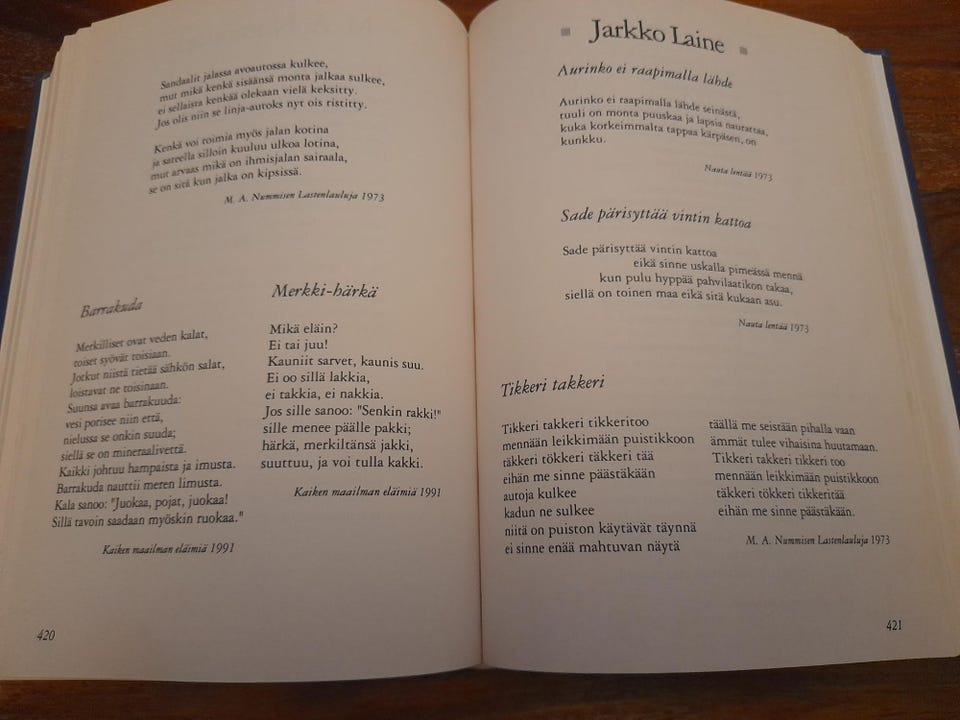 Sandaalit jalassa avoautossa kulkee,
mut mikä kenkä sisäänsä monta jalkaa sulkee,
ei sellaista kenkää olekaan vielä keksitty.
Jos olis niin se linja-autoks nyt ois ristitty.
Kenkä voi toimia myös jalan kotina
ja sateella silloin kuuluu ulkoa lotina,
mut arvaas mikä on ihmisjalan sairaala,
se on sitä kun jalka on kipsissä.
M. A. Nummisen Lastenlauluja 1973
Barrakuda
Merkilliset ovat veden kalat,
toiset syövät toisiaan.
Jotkut niistä tietää sähkön salat,
loistavat ne toisinaan.
Suunsa avaa barrakuuda:
vesi porisee niin että,
nielussa se onkin suuda;
siellä se on mineraalivettä.
Kaikki johtuu hampaista ja imusta.
Barrakuda nauttii meren limusta.
Kala sanoo: "Juokaa, pojat, juokaa!
Sillä tavoin saadaan myöskin ruokaa."
Kaiken maailman eläimiä 1991
Merkki-härkä
Mikä eläin?
Ei tai juu!
Kauniit sarvet, kaunis suu.
Ei oo sillä lakkia,
ei takkia, ei nakkia.
Jos sille sanoo: "Senkin rakki!"
sille menee päälle pakki;
härkä, merkiltänsä jakki,
suuttuu, ja voi tulla kakki.
Kaiken maailman eläimiä 1991
420
Jarkko Laine
Aurinko ei raapimalla lähde
Aurinko ei raapimalla lähde seinästä,
tuuli on monta puuskaa ja lapsia naurattaa,
kuka korkeimmalta tappaa kärpäsen, on
kunkku.
Nauta lentää 1973
Sade pärisyttää vintin kattoa
Sade pärisyttää vintin kattoa
eikä sinne uskalla pimeässä mennä
kun pulu hyppää pahvilaatikon takaa,
siellä on toinen maa eikä sitä kukaan asu.
Nauta lentää 1973
Tikkeri takkeri
Tikkeri takkeri tikkeritoo
mennään leikkimään puistikkoon
täkkeri tökkeri täkkeri tää
eihän me sinne päästäkään
autoja kulkee
kadun ne sulkee
niitä on puiston käytävät täynnä
ei sinne enää mahtuvan näytä
täällä me seistään pihalla vaan
ämmät tulee vihaisina huutamaan.
Tikkeri takkeri tikkeri too
mennään leikkimään puistikkoon
täkkeri tökkeri tikkeritää
eihän me sinne päästäkään.
M. A. Nummisen Lastenlauluja 1973
421